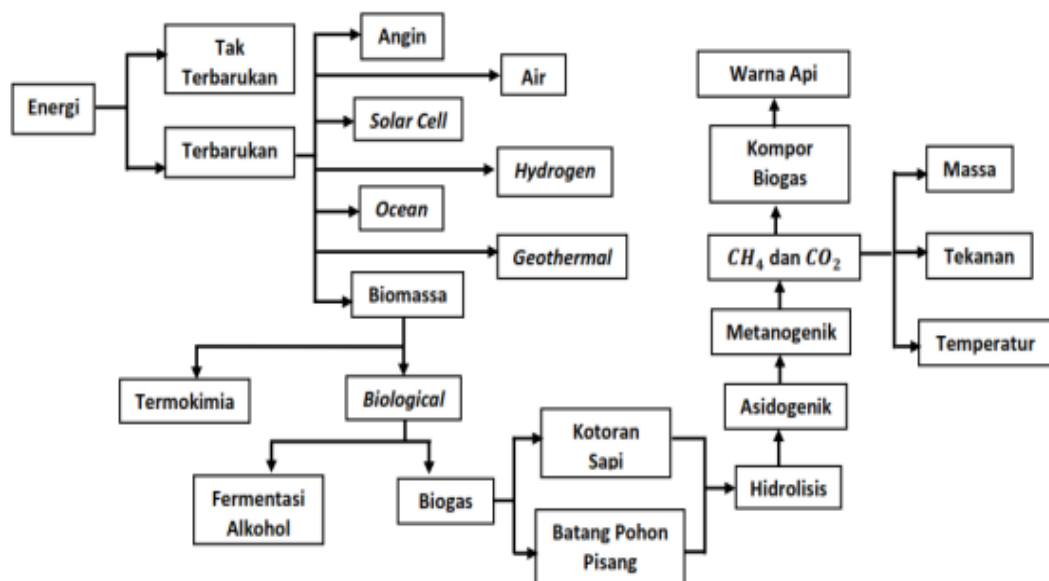 Energi
Tak
Terbarukan
Terbarukan
Angin
Air
Solar Cell
Hydrogen
Ocean
Geothermal
Biomassa
Termokimia
Biological
Fermentasi
Alkohol
Biogas
Kotoran
Sapi
Batang Pohon
Pisang
Hidrolisis
Asidogenik
Metanogenik
𝐶𝐻₄ dan 𝐶𝑂₂
Kompor
Biogas
Warna Api
Massa
Tekanan
Temperatur